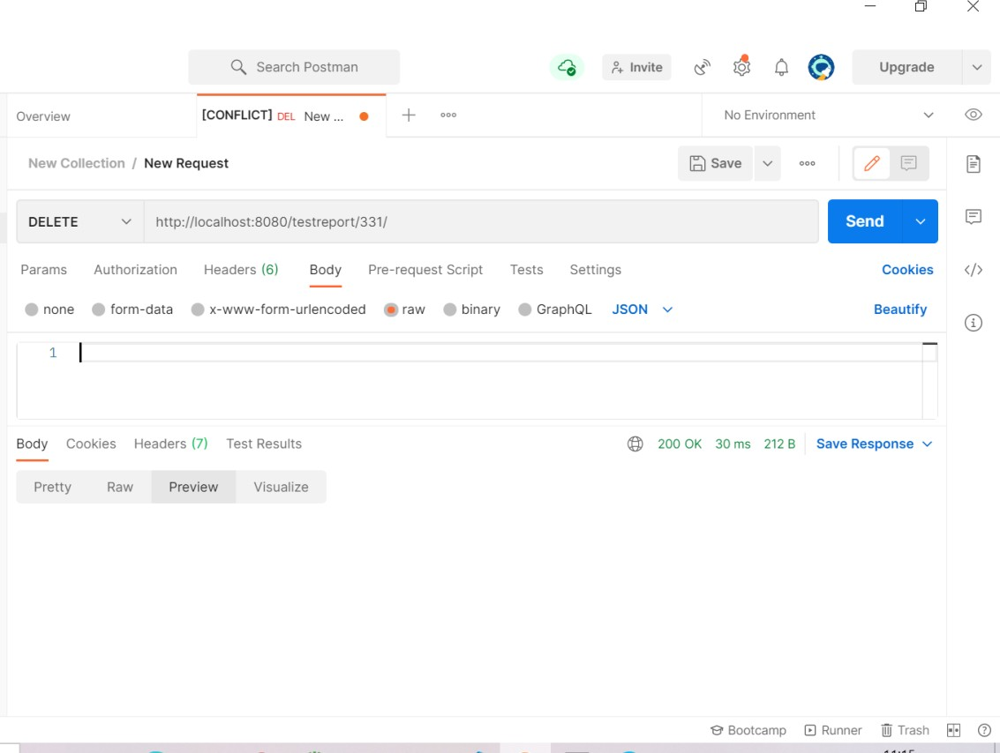 Search Postman
Invite
Upgrade
Overview
[CONFLICT] DEL New ...
No Environment
New Collection / New Request
Save
DELETE
http://localhost:8080/testreport/331/
Send
Params Authorization Headers (6) Body Pre-request Script Tests Settings Cookies
none form-data x-www-form-urlencoded raw binary GraphQL JSON Beautify
1
Body Cookies Headers (7) Test Results 200 OK 30 ms 212 B Save Response
Pretty Raw Preview Visualize
Bootcamp Runner Trash